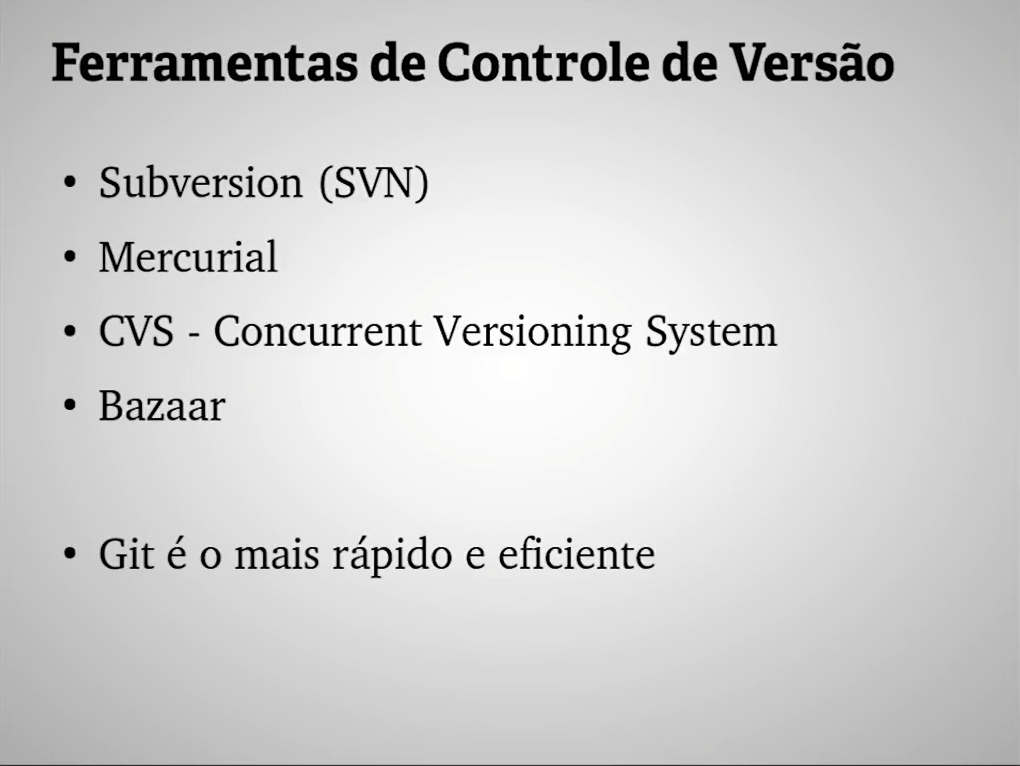 Ferramentas de Controle de Versão
• Subversion (SVN)
• Mercurial
• CVS - Concurrent Versioning System
• Bazaar
• Git é o mais rápido e eficiente